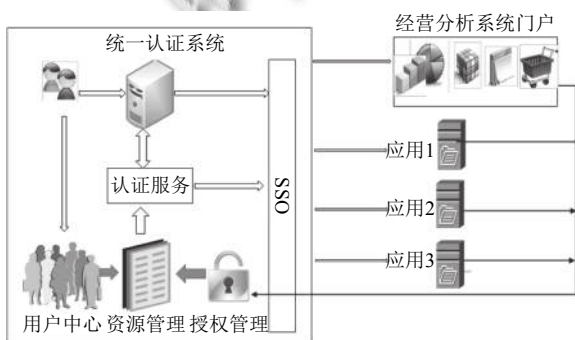 统一认证系统
经营分析系统门户
认证服务
SSO
应用1
应用2
应用3
用户中心 资源管理 授权管理